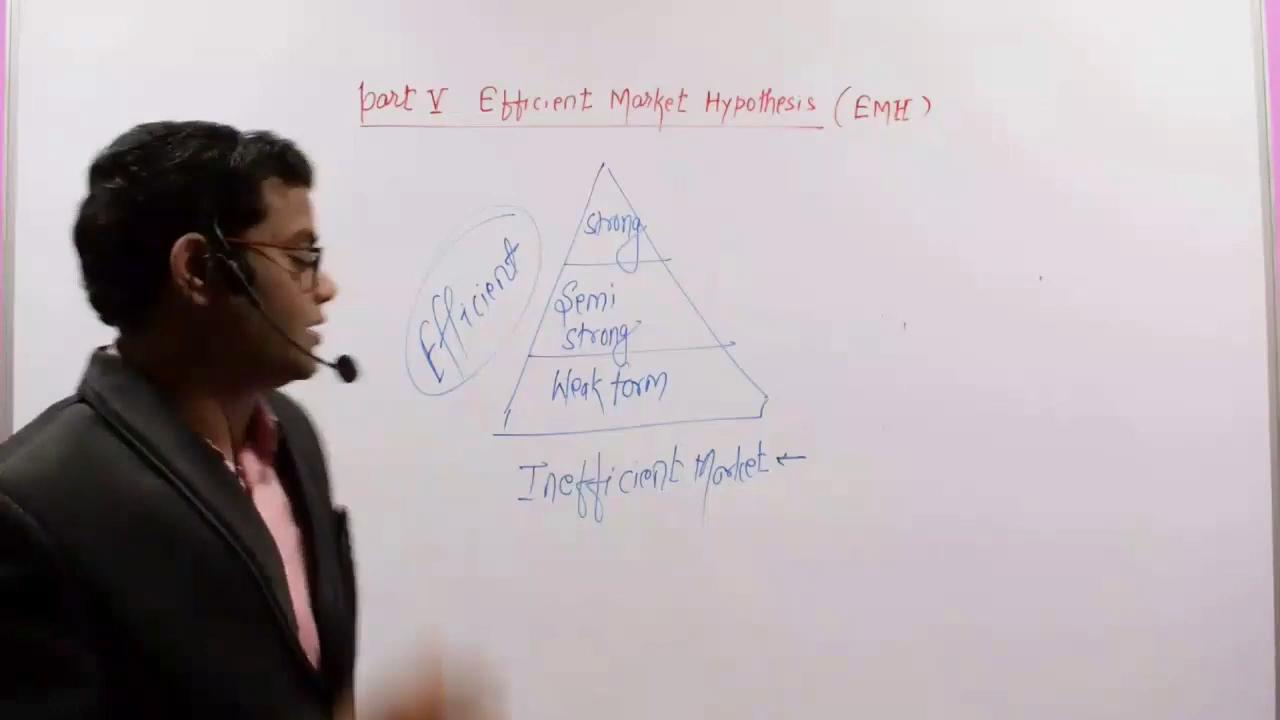 Part V Efficient Market Hypothesis (EMH)
Efficient
strong
Semi
strong
Weak form
Inefficient Market ←